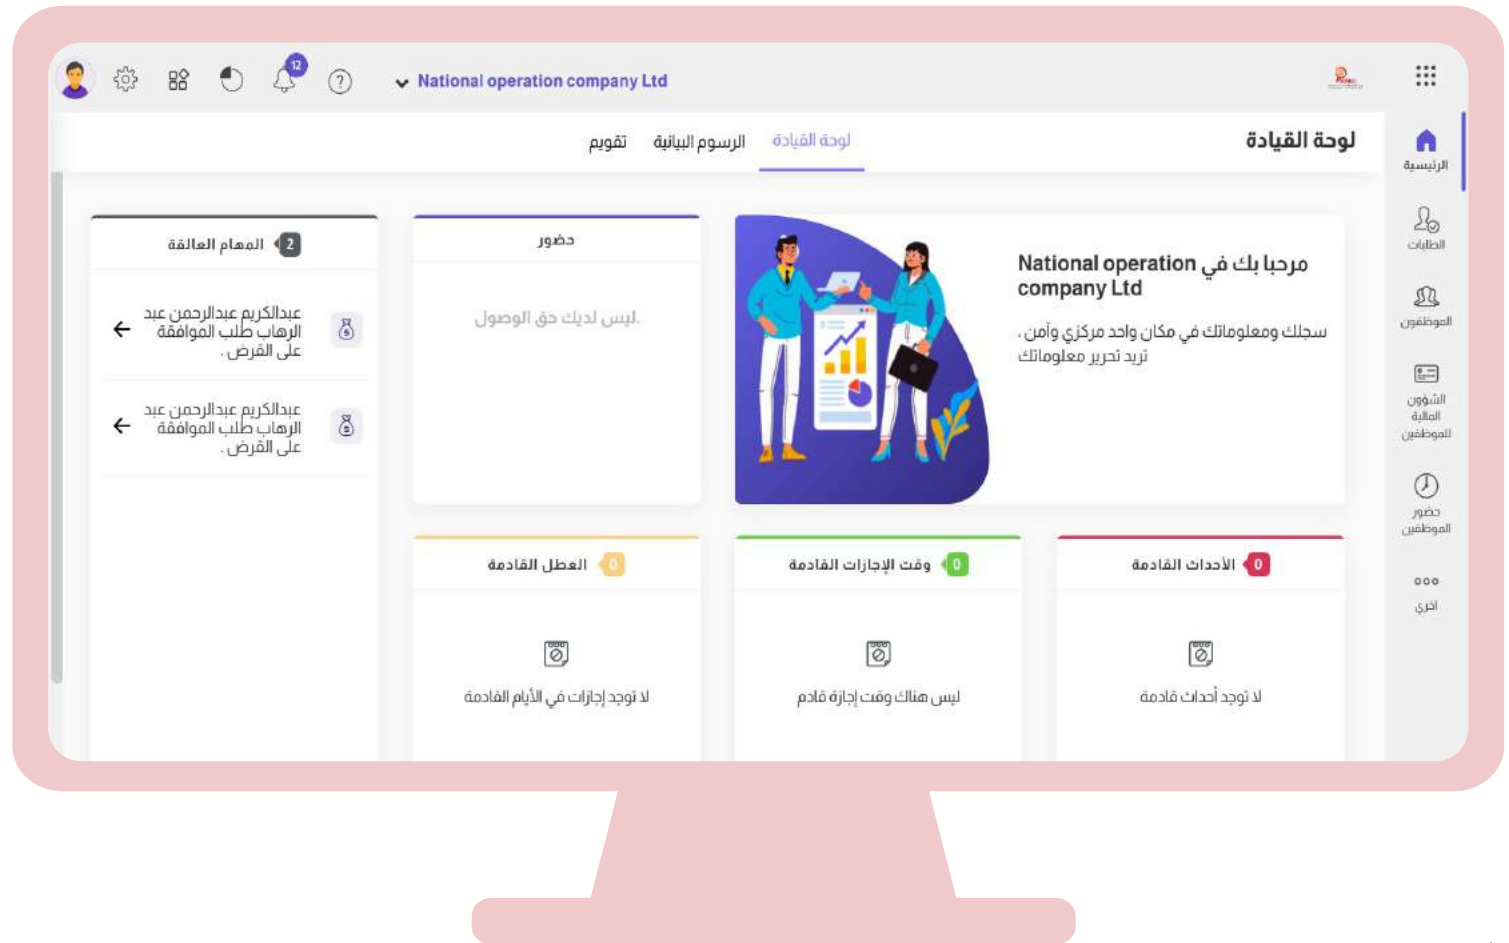 12
National operation company Ltd
لوحة القيادة
لوحة القيادة
الرسوم البيانية
تقويم
الرئيسية
الطلبات
الموظفون
الشؤون
المالية
للموظفين
حضور
الموظفين
اخري
مرحبا بك في National operation
company Ltd
سجلك ومعلوماتك في مكان واحد مركزي وآمن .
تريد تحرير معلوماتك
حضور
.ليس لديك حق الوصول
2 المهام العالقة
عبدالكريم عبدالرحمن عبد
الرهاب طلب الموافقة
على القرض .
عبدالكريم عبدالرحمن عبد
الرهاب طلب الموافقة
على القرض .
0 الأحداث القادمة
لا توجد أحداث قادمة
0 وقت الإجازات القادمة
ليس هناك وقت إجازة قادم
0 العطل القادمة
لا توجد إجازات في الأيام القادمة